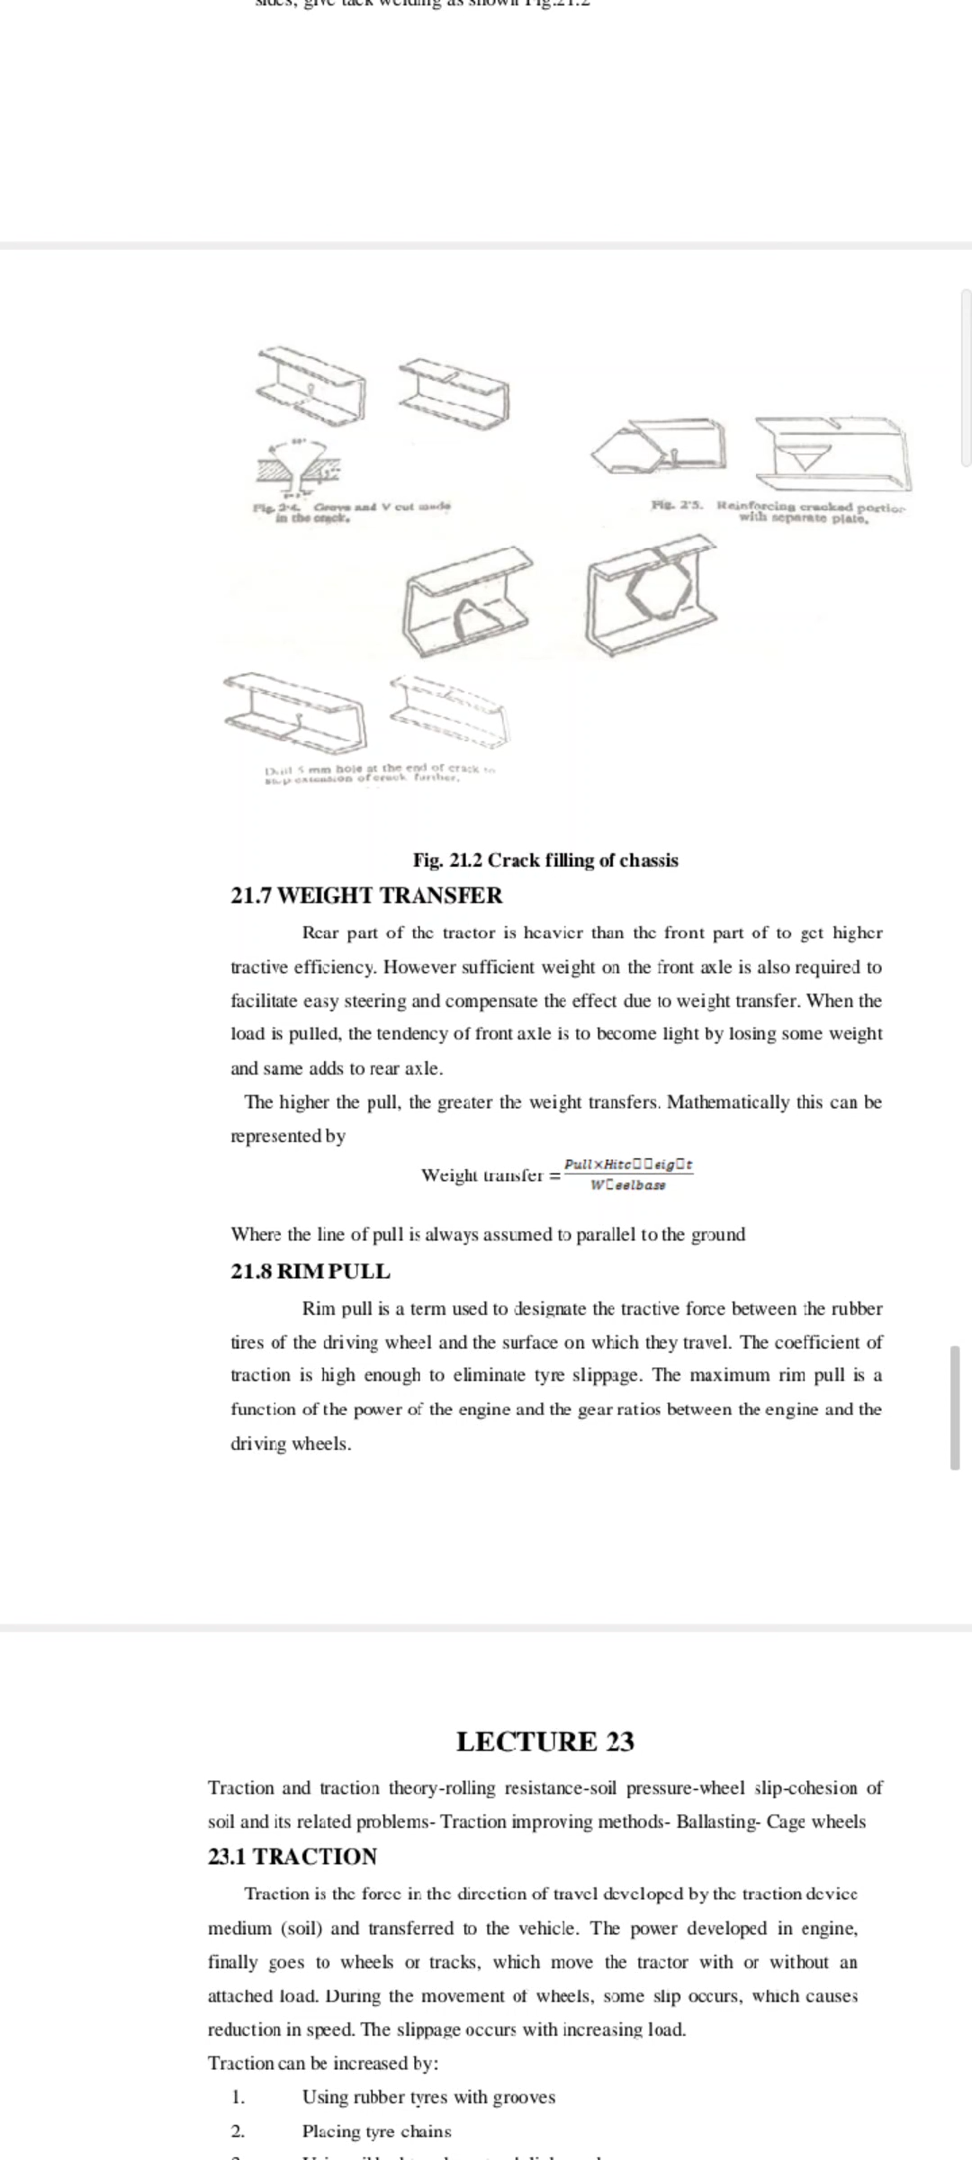 sides, give tack welding as shown Fig.21.2
Fig. 2·4. Grove and V cut made
in the crack.
Fig. 2·5. Reinforcing cracked portion
with separate plate.
Drill 5 mm hole at the end of crack to
stop extension of crack further.
Fig. 21.2 Crack filling of chassis
21.7 WEIGHT TRANSFER
Rear part of the tractor is heavier than the front part of to get higher
tractive efficiency. However sufficient weight on the front axle is also required to
facilitate easy steering and compensate the effect due to weight transfer. When the
load is pulled, the tendency of front axle is to become light by losing some weight
and same adds to rear axle.
The higher the pull, the greater the weight transfers. Mathematically this can be
represented by
Weight transfer = Pull×Hitc□□eig□t
W□eelbase
Where the line of pull is always assumed to parallel to the ground
21.8 RIM PULL
Rim pull is a term used to designate the tractive force between the rubber
tires of the driving wheel and the surface on which they travel. The coefficient of
traction is high enough to eliminate tyre slippage. The maximum rim pull is a
function of the power of the engine and the gear ratios between the engine and the
driving wheels.
LECTURE 23
Traction and traction theory-rolling resistance-soil pressure-wheel slip-cohesion of
soil and its related problems- Traction improving methods- Ballasting- Cage wheels
23.1 TRACTION
Traction is the force in the direction of travel developed by the traction device
medium (soil) and transferred to the vehicle. The power developed in engine,
finally goes to wheels or tracks, which move the tractor with or without an
attached load. During the movement of wheels, some slip occurs, which causes
reduction in speed. The slippage occurs with increasing load.
Traction can be increased by:
1. Using rubber tyres with grooves
2. Placing tyre chains